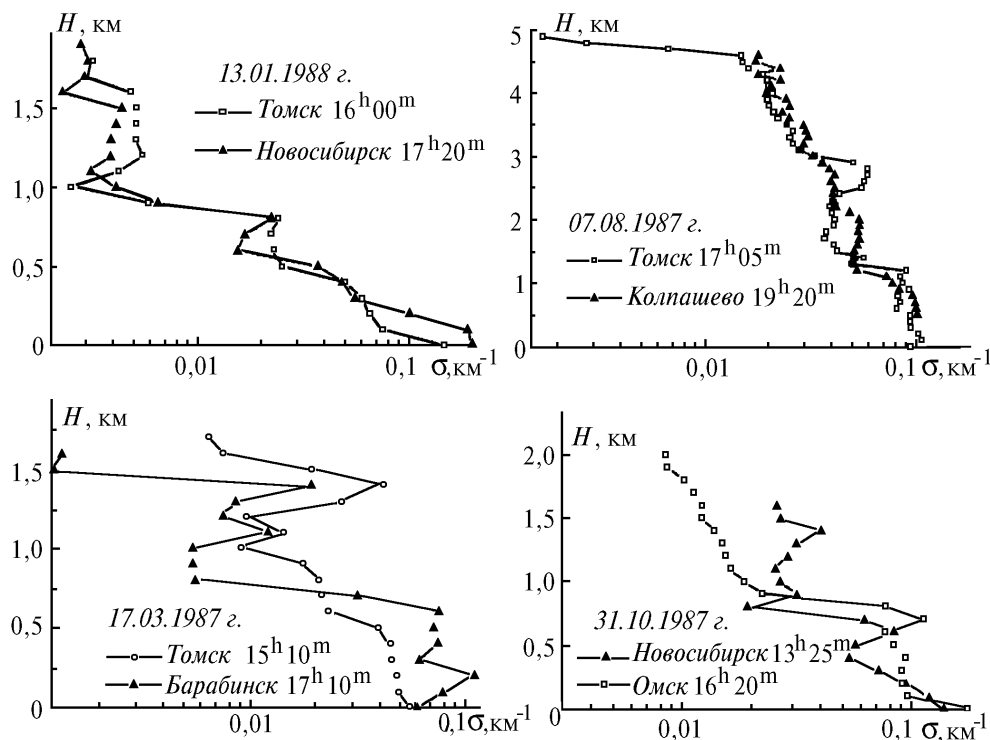 H, км
13.01.1988 г.
Томск 16h00m
Новосибирск 17h20m
1,5
1,0
0,5
0
0,01
0,1 σ,км-1
H, км
5
4
3
2
1
0
07.08.1987 г.
Томск 17h05m
Колпашево 19h20m
0,01
0,1 σ,км-1
H, км
1,5
1,0
0,5
0
17.03.1987 г.
Томск 15h10m
Барабинск 17h10m
0,01
0,1 σ,км-1
H, км
2,0
1,5
1,0
0,5
0
31.10.1987 г.
Новосибирск 13h25m
Омск 16h20m
0,01
0,1 σ,км-1